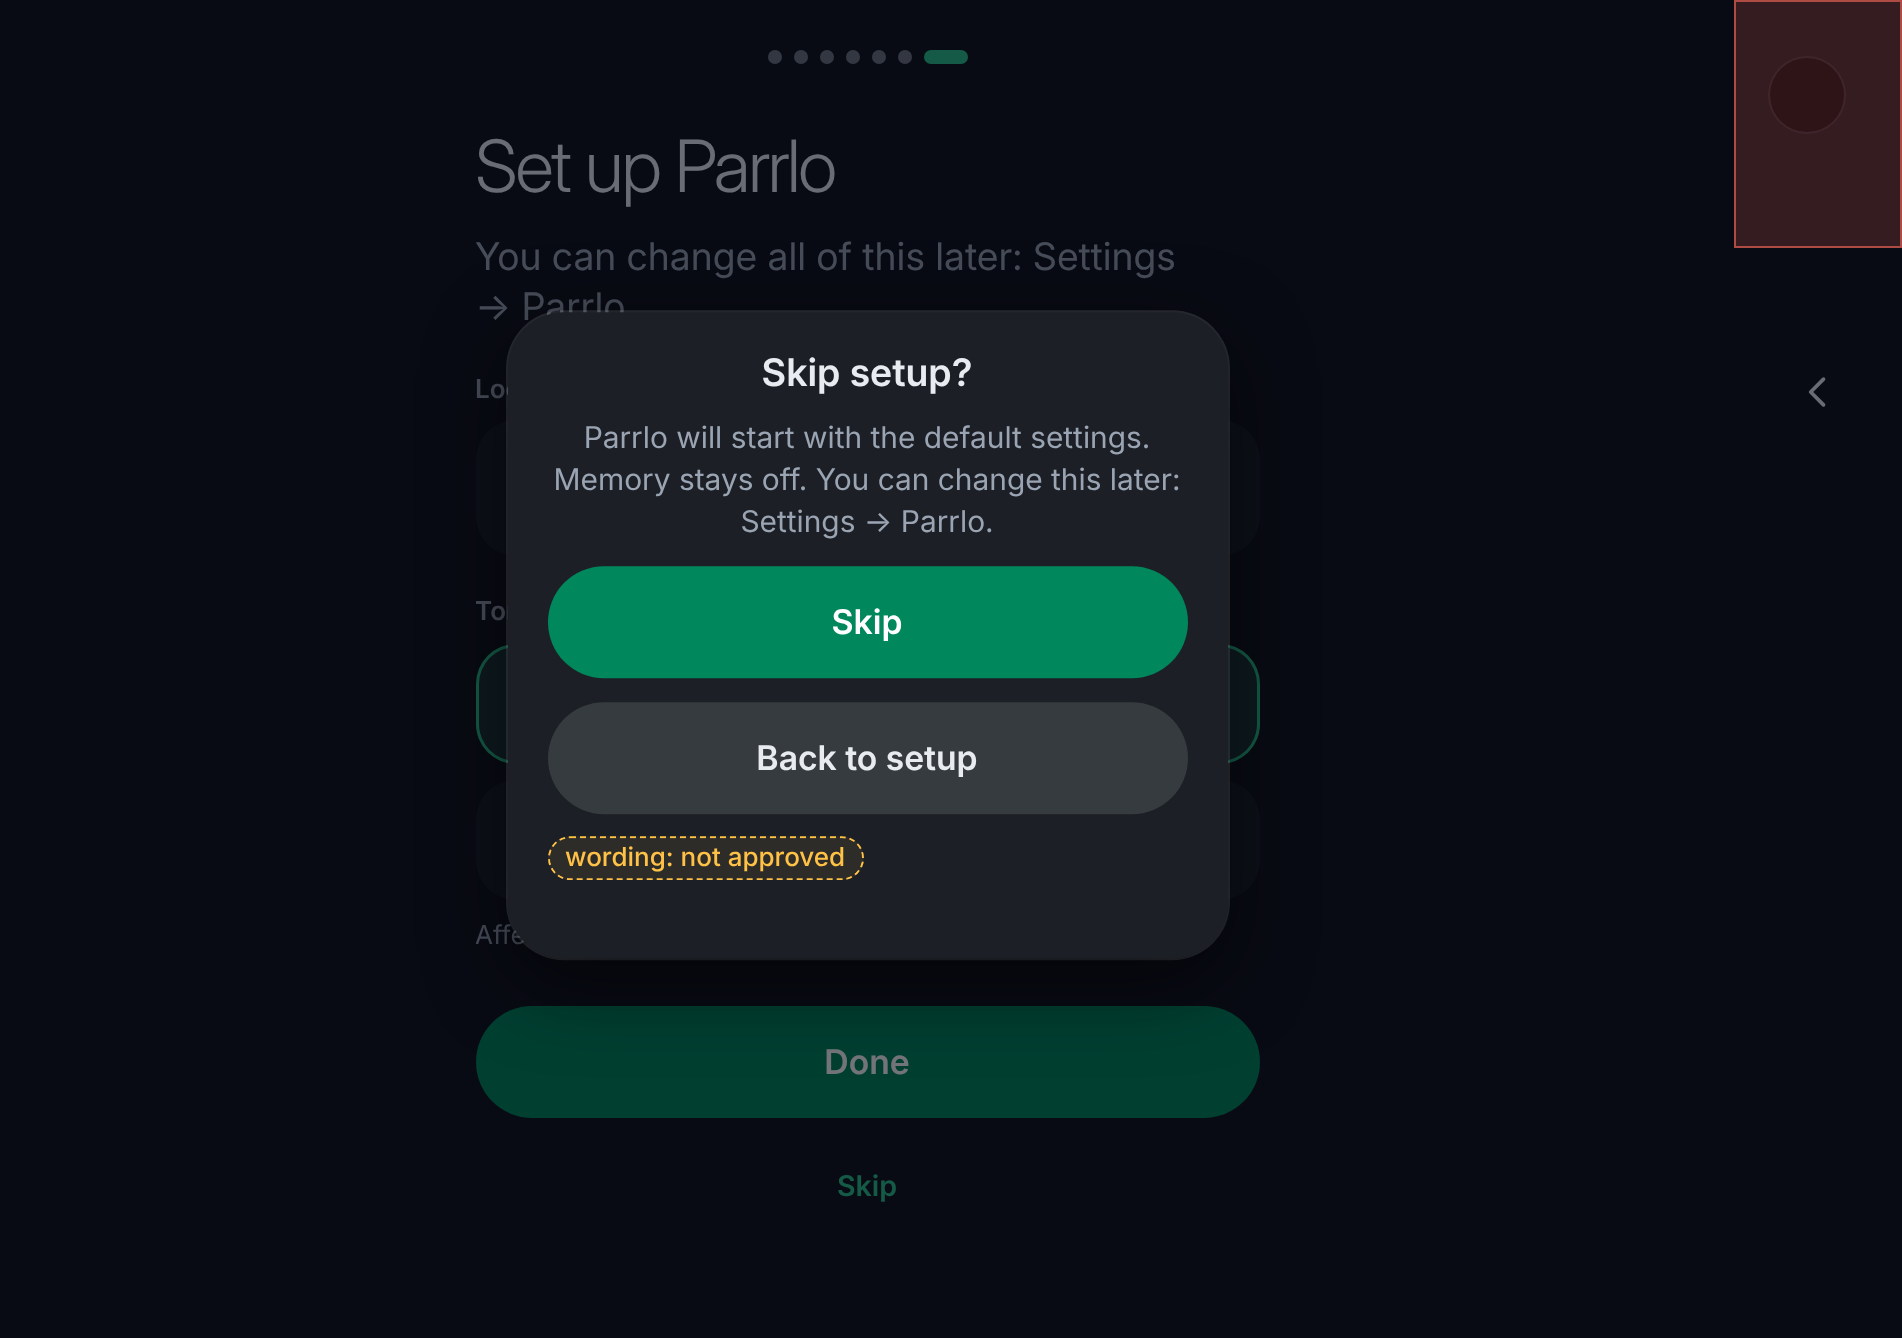 Set up Parrlo
You can change all of this later: Settings
→ Parrlo
Skip setup?
Parrlo will start with the default settings.
Memory stays off. You can change this later:
Settings → Parrlo.
Skip
Back to setup
wording: not approved
Done
Skip